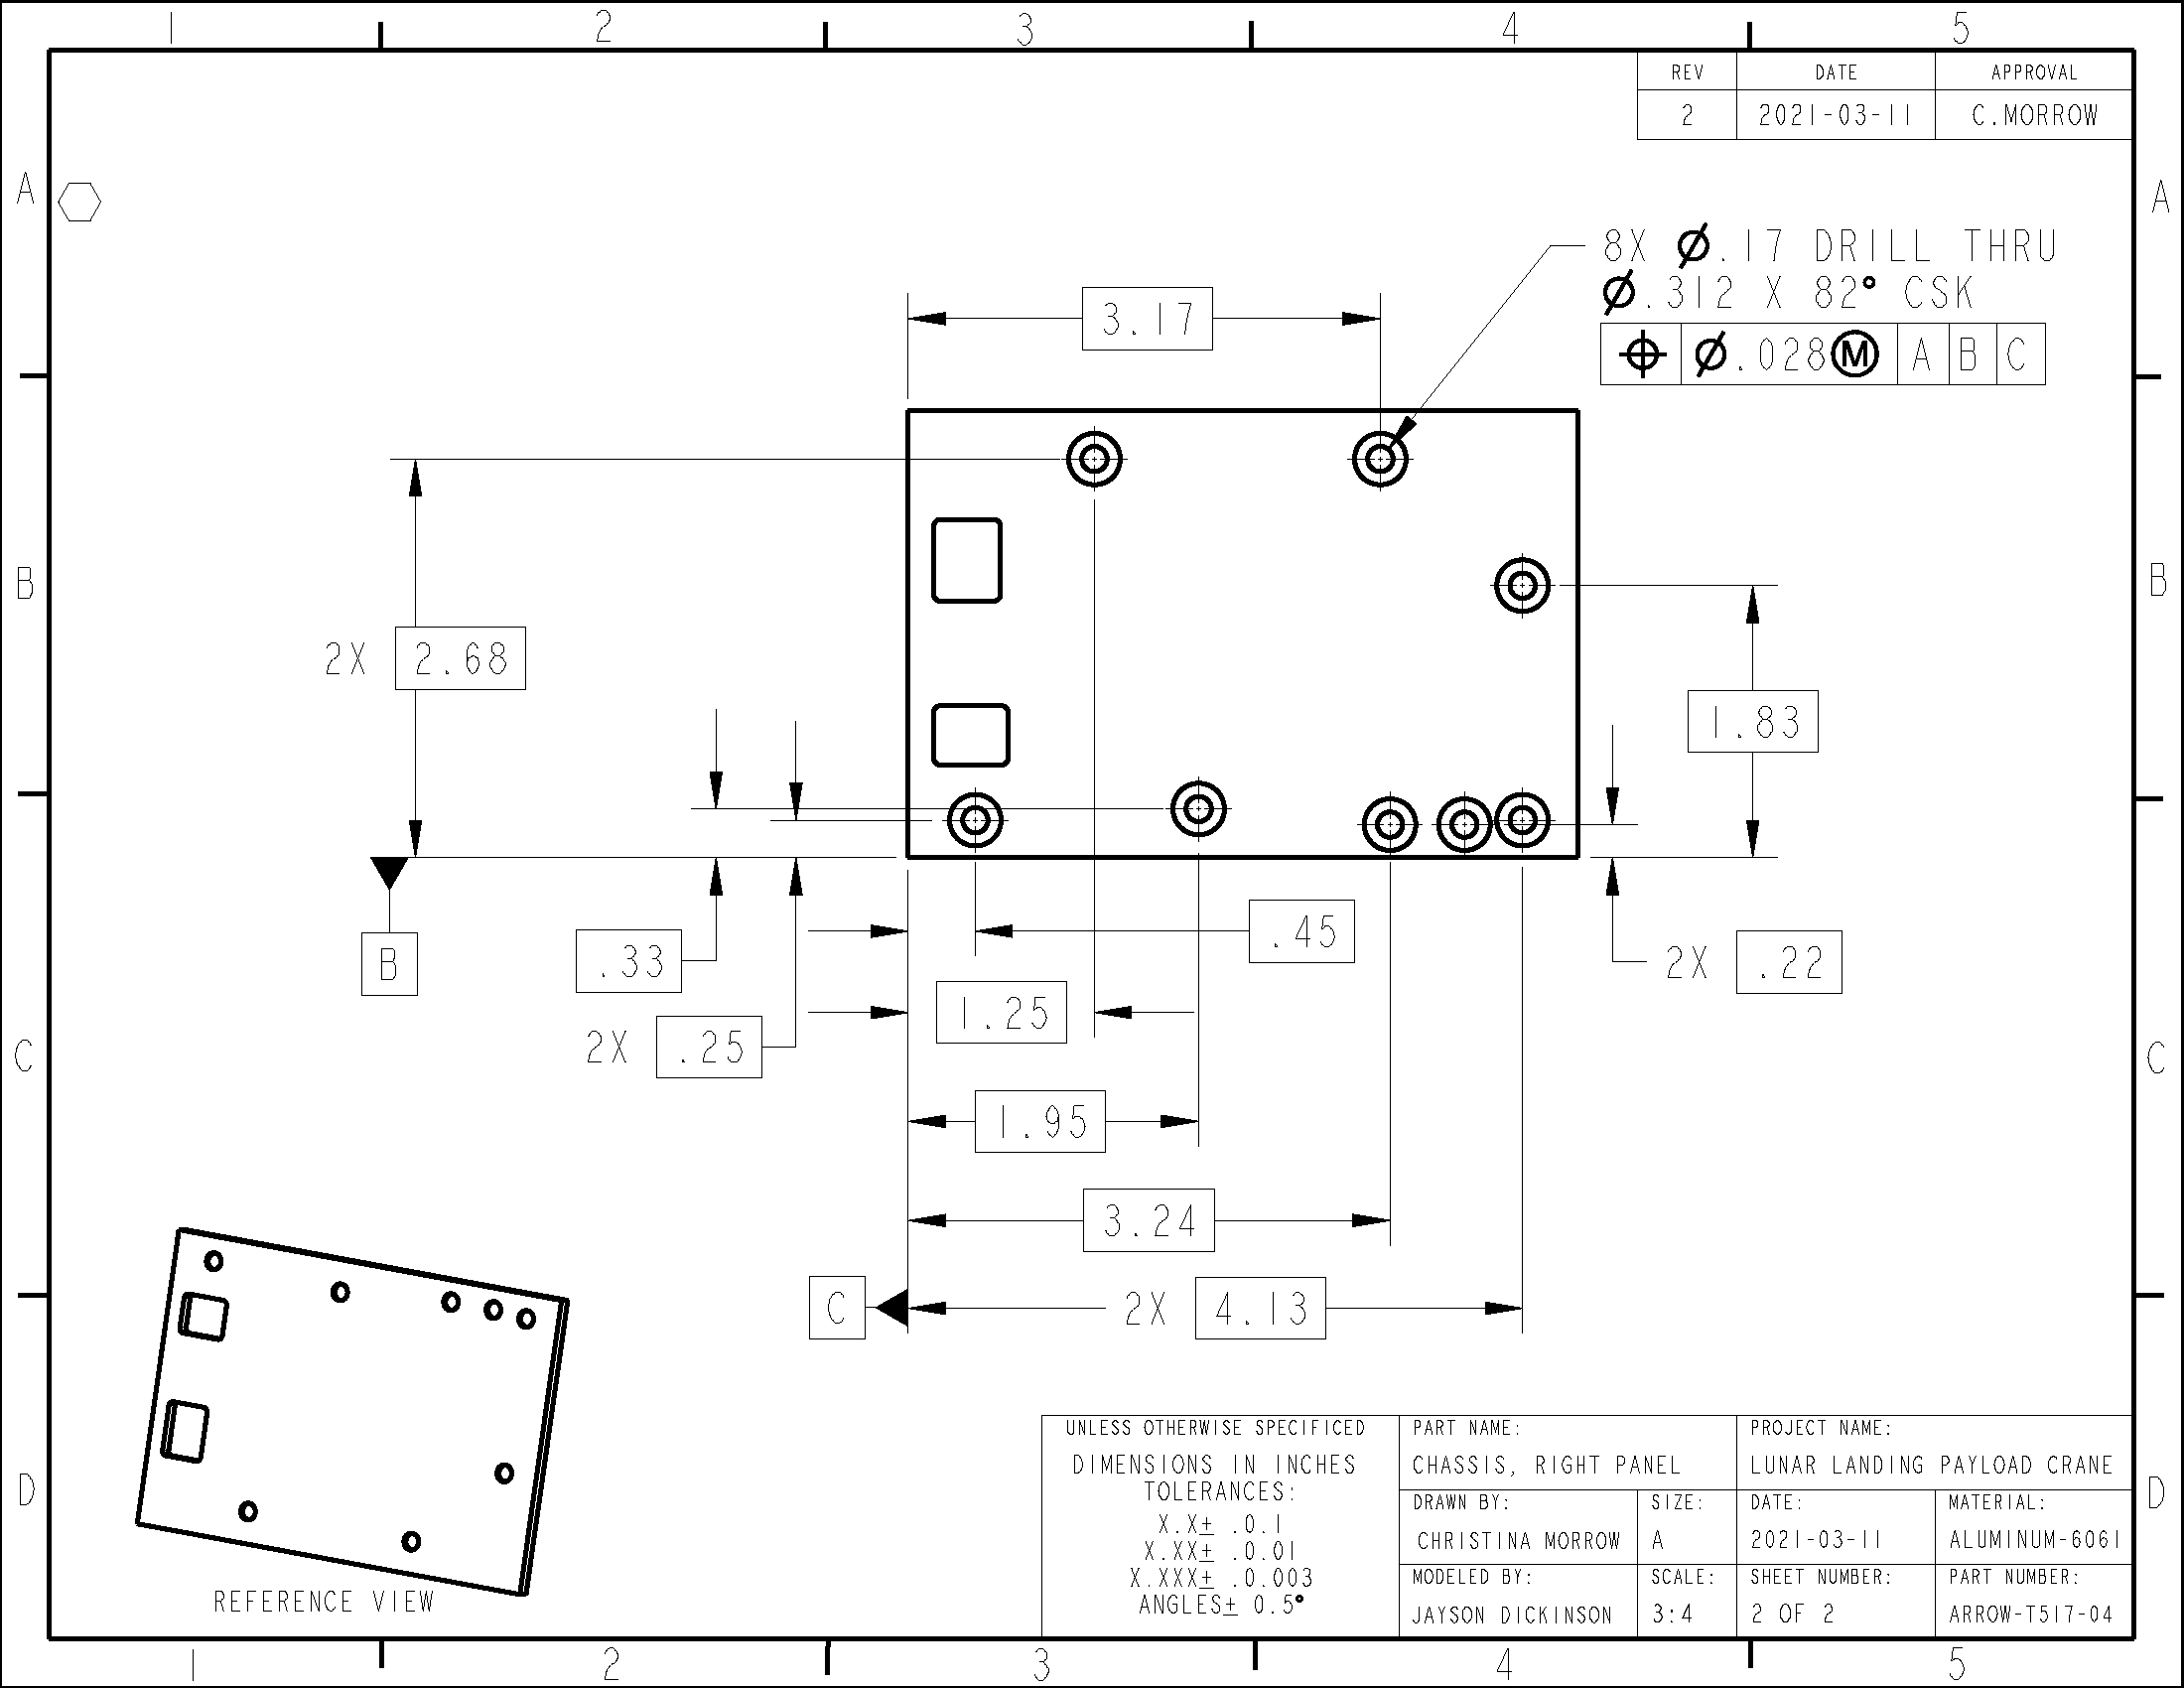 1 2 3 4 5
REV DATE APPROVAL
2 2021-03-11 C.MORROW
A A
8X Ø.17 DRILL THRU
Ø.312 X 82° CSK
⌖ Ø.028Ⓜ A B C
3.17
B B
2X 2.68
1.83
.45
.33
B
2X .22
1.25
2X .25
C C
1.95
3.24
C
2X 4.13
UNLESS OTHERWISE SPECIFICED
DIMENSIONS IN INCHES
TOLERANCES:
X.X± .0.1
X.XX± .0.01
X.XXX± .0.003
ANGLES± 0.5°
PART NAME:
CHASSIS, RIGHT PANEL
PROJECT NAME:
LUNAR LANDING PAYLOAD CRANE
DRAWN BY:
CHRISTINA MORROW
SIZE:
A
DATE:
2021-03-11
MATERIAL:
ALUMINUM-6061
MODELED BY:
JAYSON DICKINSON
SCALE:
3:4
SHEET NUMBER:
2 OF 2
PART NUMBER:
ARROW-T517-04
D D
REFERENCE VIEW
1 2 3 4 5